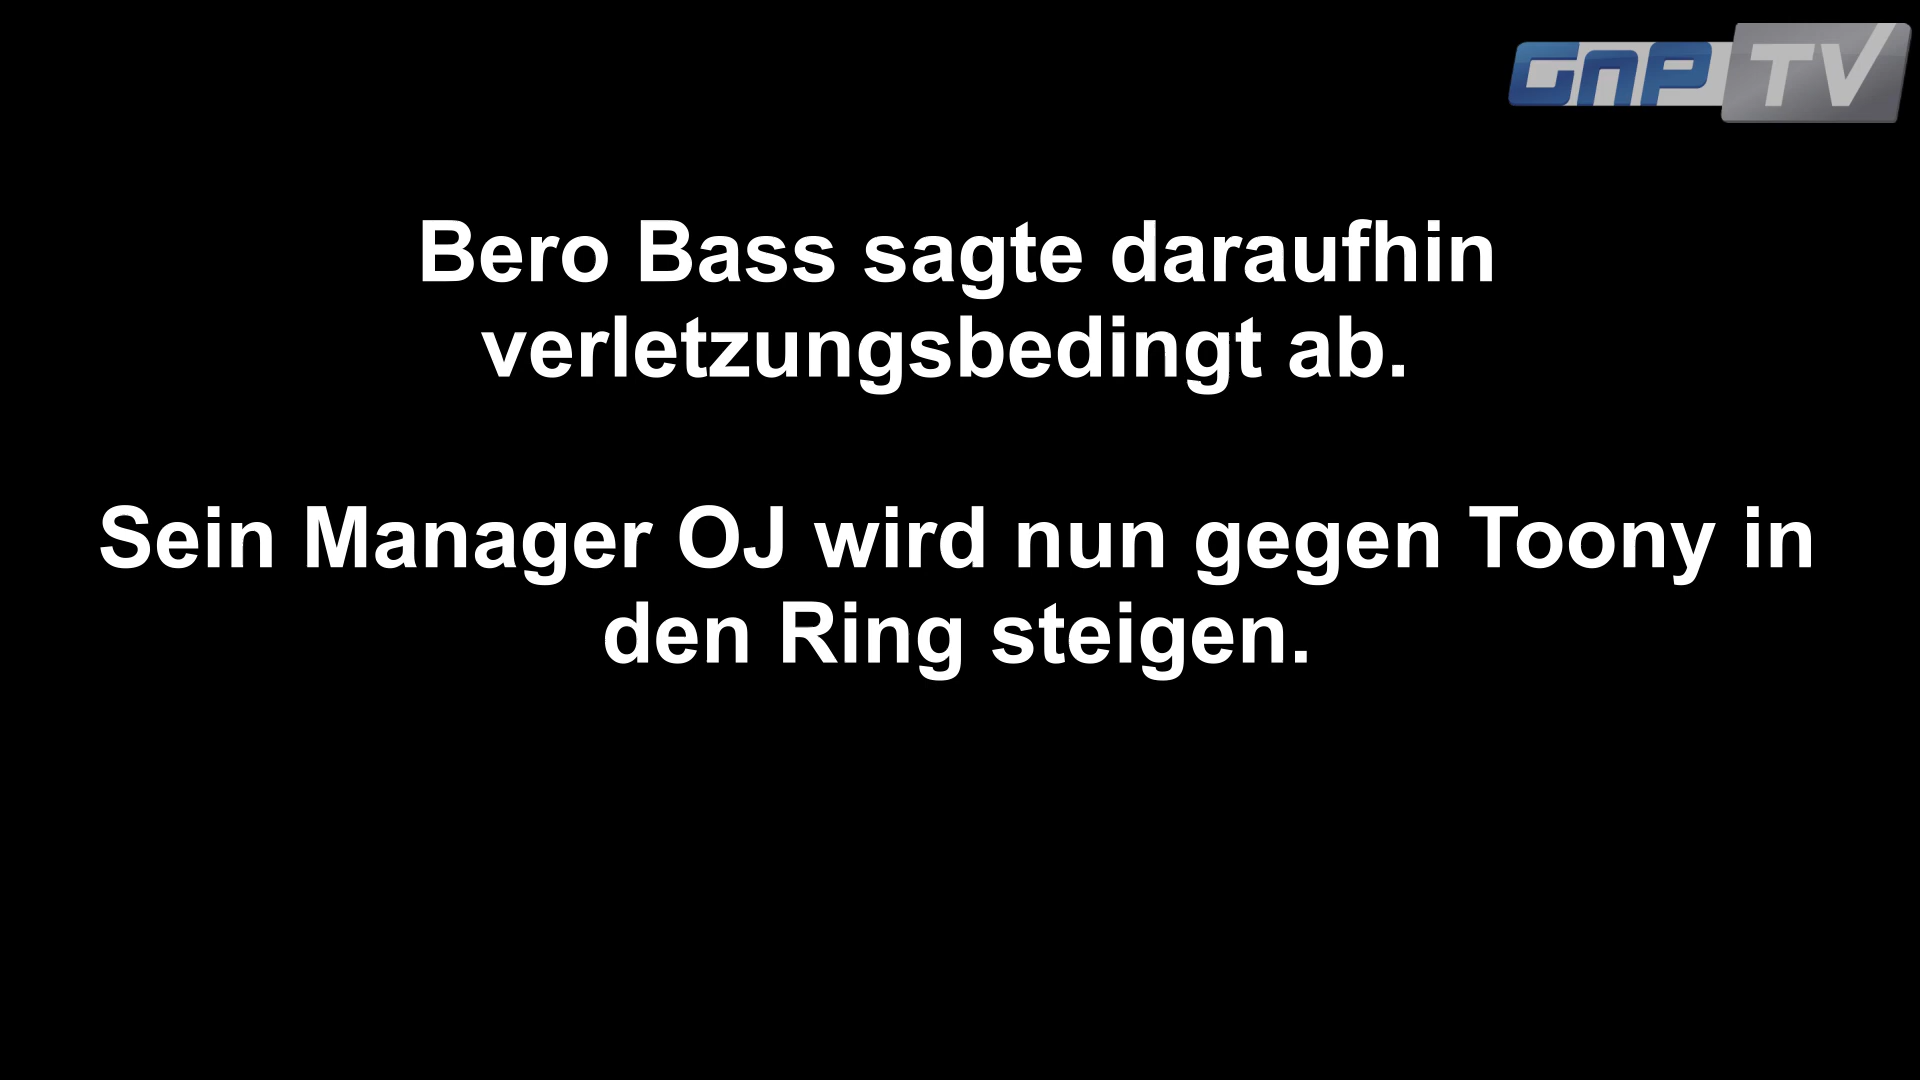 GNP TV
Bero Bass sagte daraufhin
verletzungsbedingt ab.
Sein Manager OJ wird nun gegen Toony in
den Ring steigen.